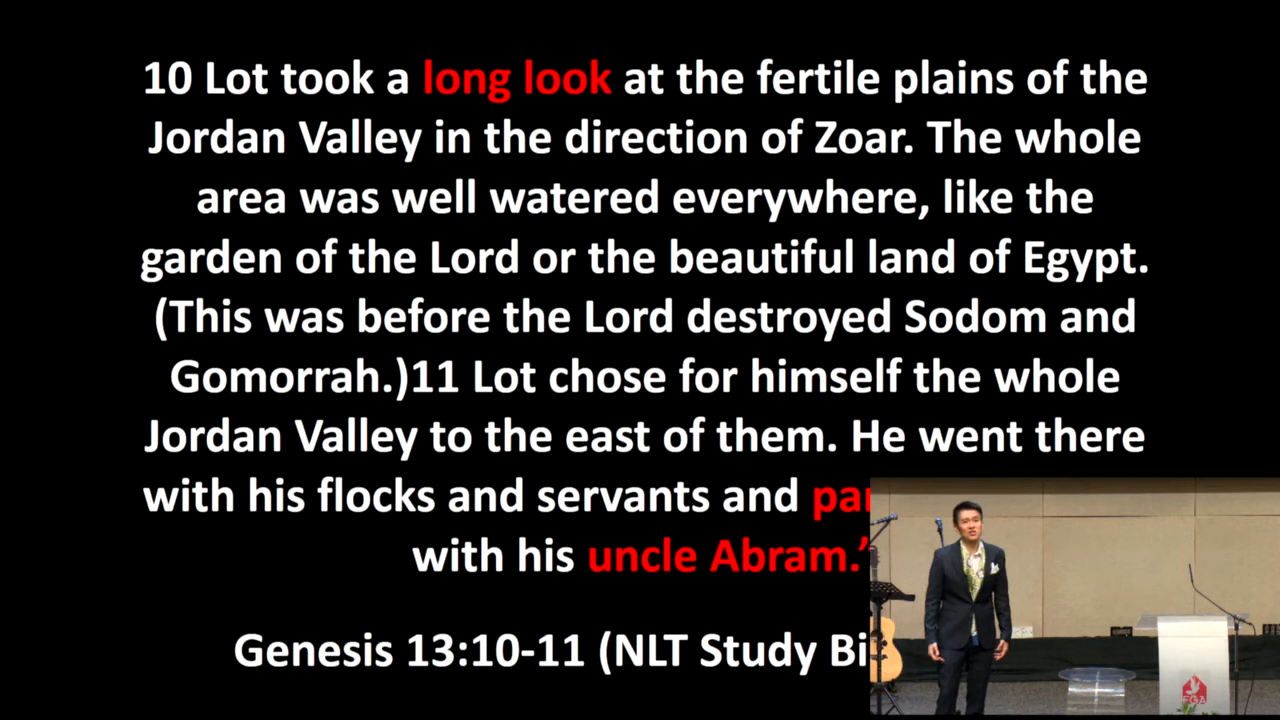 10 Lot took a long look at the fertile plains of the
Jordan Valley in the direction of Zoar. The whole
area was well watered everywhere, like the
garden of the Lord or the beautiful land of Egypt.
(This was before the Lord destroyed Sodom and
Gomorrah.)11 Lot chose for himself the whole
Jordan Valley to the east of them. He went there
with his flocks and servants and
with his uncle Abram.”
Genesis 13:10-11 (NLT Study
FGA